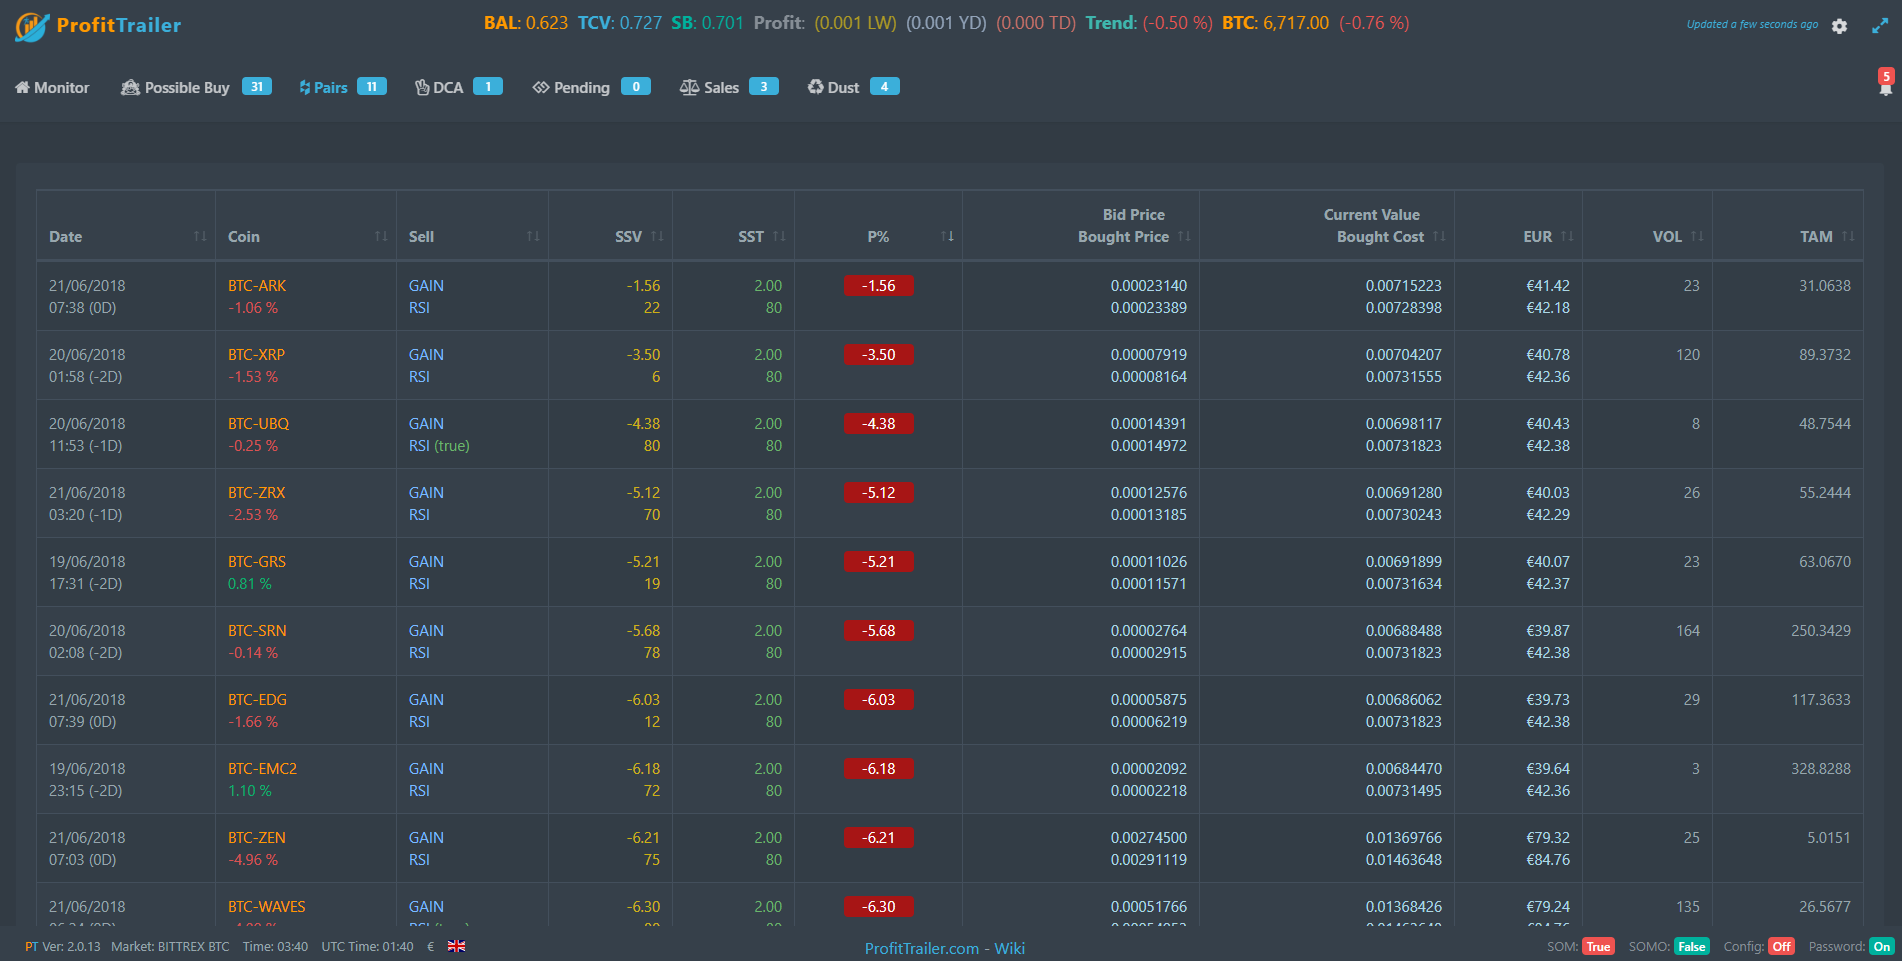 ProfitTrailer
BAL: 0.623 TCV: 0.727 SB: 0.701 Profit: (0.001 LW) (0.001 YD) (0.000 TD) Trend: (-0.50 %) BTC: 6,717.00 (-0.76 %)
Updated a few seconds ago
Monitor Possible Buy 31 Pairs 11 DCA 1 Pending 0 Sales 3 Dust 4
5
Bid Price Current Value
Date Coin Sell SSV SST P% Bought Price Bought Cost EUR VOL TAM
21/06/2018 BTC-ARK GAIN -1.56 2.00 -1.56 0.00023140 0.00715223 €41.42 23 31.0638
07:38 (0D) -1.06 % RSI 22 80 0.00023389 0.00728398 €42.18
20/06/2018 BTC-XRP GAIN -3.50 2.00 -3.50 0.00007919 0.00704207 €40.78 120 89.3732
01:58 (-2D) -1.53 % RSI 6 80 0.00008164 0.00731555 €42.36
20/06/2018 BTC-UBQ GAIN -4.38 2.00 -4.38 0.00014391 0.00698117 €40.43 8 48.7544
11:53 (-1D) -0.25 % RSI (true) 80 80 0.00014972 0.00731823 €42.38
21/06/2018 BTC-ZRX GAIN -5.12 2.00 -5.12 0.00012576 0.00691280 €40.03 26 55.2444
03:20 (-1D) -2.53 % RSI 70 80 0.00013185 0.00730243 €42.29
19/06/2018 BTC-GRS GAIN -5.21 2.00 -5.21 0.00011026 0.00691899 €40.07 23 63.0670
17:31 (-2D) 0.81 % RSI 19 80 0.00011571 0.00731634 €42.37
20/06/2018 BTC-SRN GAIN -5.68 2.00 -5.68 0.00002764 0.00688488 €39.87 164 250.3429
02:08 (-2D) -0.14 % RSI 78 80 0.00002915 0.00731823 €42.38
21/06/2018 BTC-EDG GAIN -6.03 2.00 -6.03 0.00005875 0.00686062 €39.73 29 117.3633
07:39 (0D) -1.66 % RSI 12 80 0.00006219 0.00731823 €42.38
19/06/2018 BTC-EMC2 GAIN -6.18 2.00 -6.18 0.00002092 0.00684470 €39.64 3 328.8288
23:15 (-2D) 1.10 % RSI 72 80 0.00002218 0.00731495 €42.36
21/06/2018 BTC-ZEN GAIN -6.21 2.00 -6.21 0.00274500 0.01369766 €79.32 25 5.0151
07:03 (0D) -4.96 % RSI 75 80 0.00291119 0.01463648 €84.76
21/06/2018 BTC-WAVES GAIN -6.30 2.00 -6.30 0.00051766 0.01368426 €79.24 135 26.5677
PT Ver: 2.0.13 Market: BITTREX BTC Time: 03:40 UTC Time: 01:40 € ProfitTrailer.com - Wiki SOM: True SOMO: False Config: Off Password: On